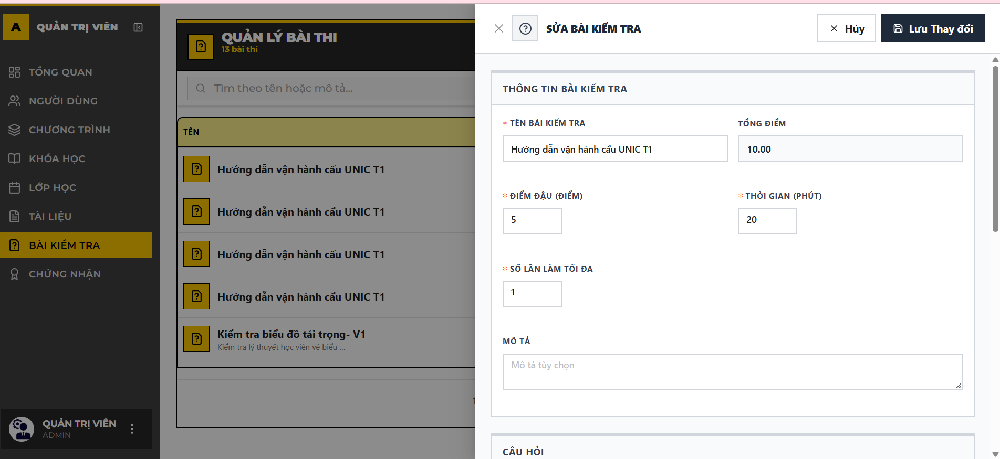 A QUẢN TRỊ VIÊN
TỔNG QUAN
NGƯỜI DÙNG
CHƯƠNG TRÌNH
KHÓA HỌC
LỚP HỌC
TÀI LIỆU
BÀI KIỂM TRA
CHỨNG NHẬN
QUẢN TRỊ VIÊN
ADMIN
QUẢN LÝ BÀI THI
13 bài thi
Tìm theo tên hoặc mô tả...
TÊN
Hướng dẫn vận hành cẩu UNIC T1
Hướng dẫn vận hành cẩu UNIC T1
Hướng dẫn vận hành cẩu UNIC T1
Hướng dẫn vận hành cẩu UNIC T1
Kiểm tra biểu đồ tải trọng- V1
Kiểm tra lý thuyết học viên về biểu ...
1
SỬA BÀI KIỂM TRA
Hủy
Lưu Thay đổi
THÔNG TIN BÀI KIỂM TRA
* TÊN BÀI KIỂM TRA
Hướng dẫn vận hành cẩu UNIC T1
TỔNG ĐIỂM
10.00
* ĐIỂM ĐẬU (ĐIỂM)
5
* THỜI GIAN (PHÚT)
20
* SỐ LẦN LÀM TỐI ĐA
1
MÔ TẢ
Mô tả tùy chọn
CÂU HỎI